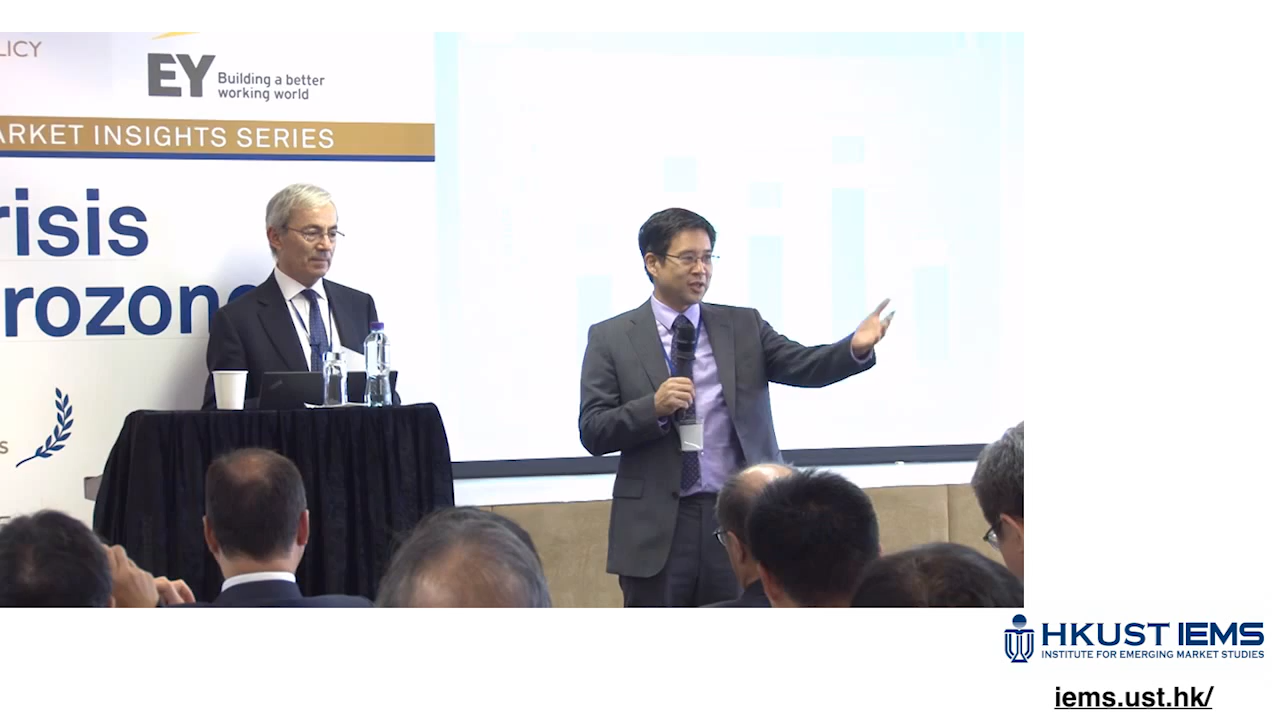 LICY
EY
Building a better
working world
ARKET INSIGHTS SERIES
risis
rozon
S
HKUST IEMS
INSTITUTE FOR EMERGING MARKET STUDIES
iems.ust.hk/